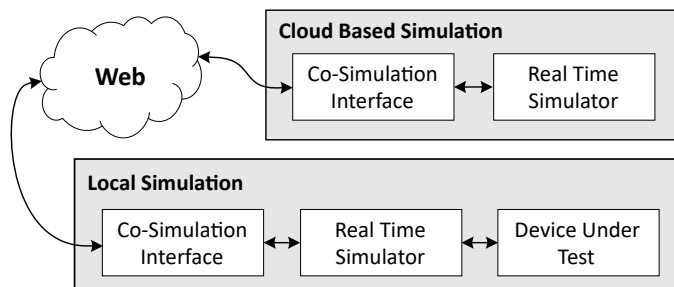 Cloud Based Simulation
Web
Co-Simulation
Interface
Real Time
Simulator
Local Simulation
Co-Simulation
Interface
Real Time
Simulator
Device Under
Test